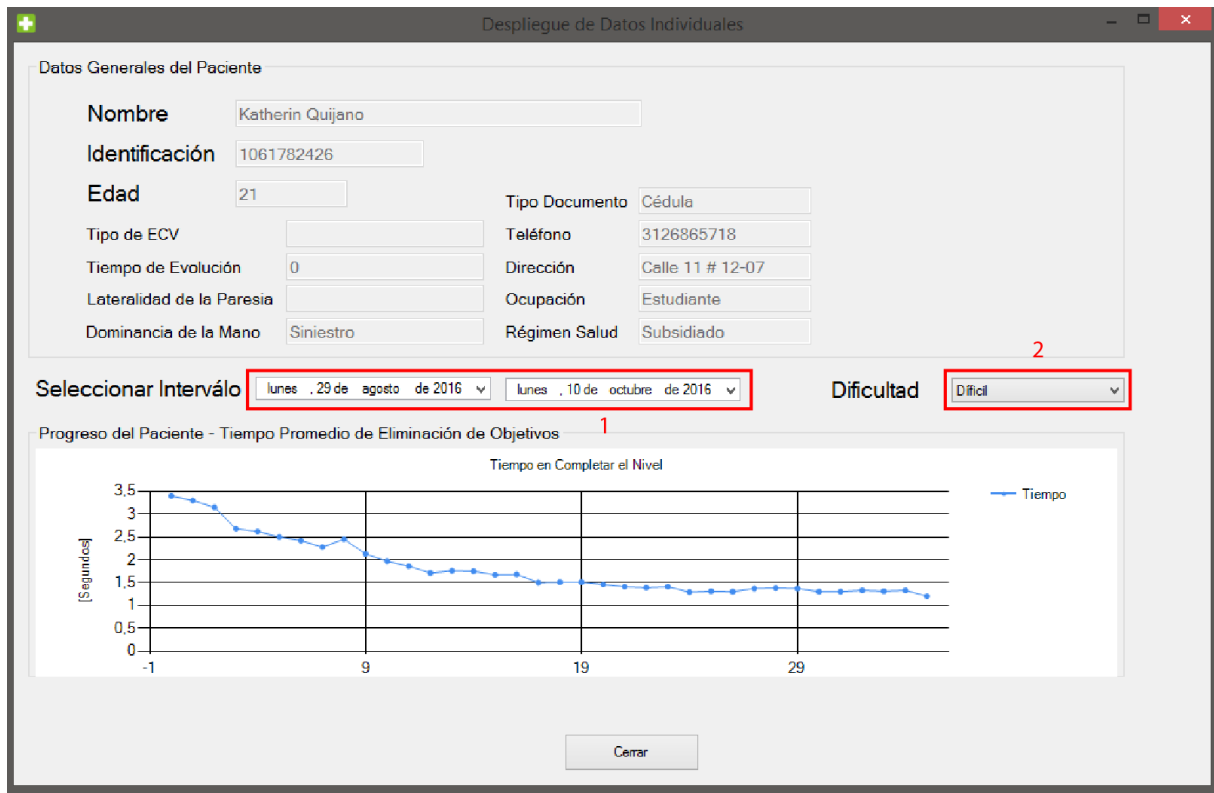 Despliegue de Datos Individuales
Datos Generales del Paciente
Nombre Katherin Quijano
Identificación 1061782426
Edad 21
Tipo Documento Cédula
Tipo de ECV
Teléfono 3126865718
Tiempo de Evolución 0
Dirección Calle 11 # 12-07
Lateralidad de la Paresia
Ocupación Estudiante
Dominancia de la Mano Siniestro
Régimen Salud Subsidiado
2
Seleccionar Interválo lunes , 29 de agosto de 2016 lunes , 10 de octubre de 2016 Dificultad Difícil
1
Progreso del Paciente - Tiempo Promedio de Eliminación de Objetivos
Tiempo en Completar el Nivel
Tiempo
[Segundos]
3,5
3
2,5
2
1,5
1
0,5
0
-1 9 19 29
Cerrar